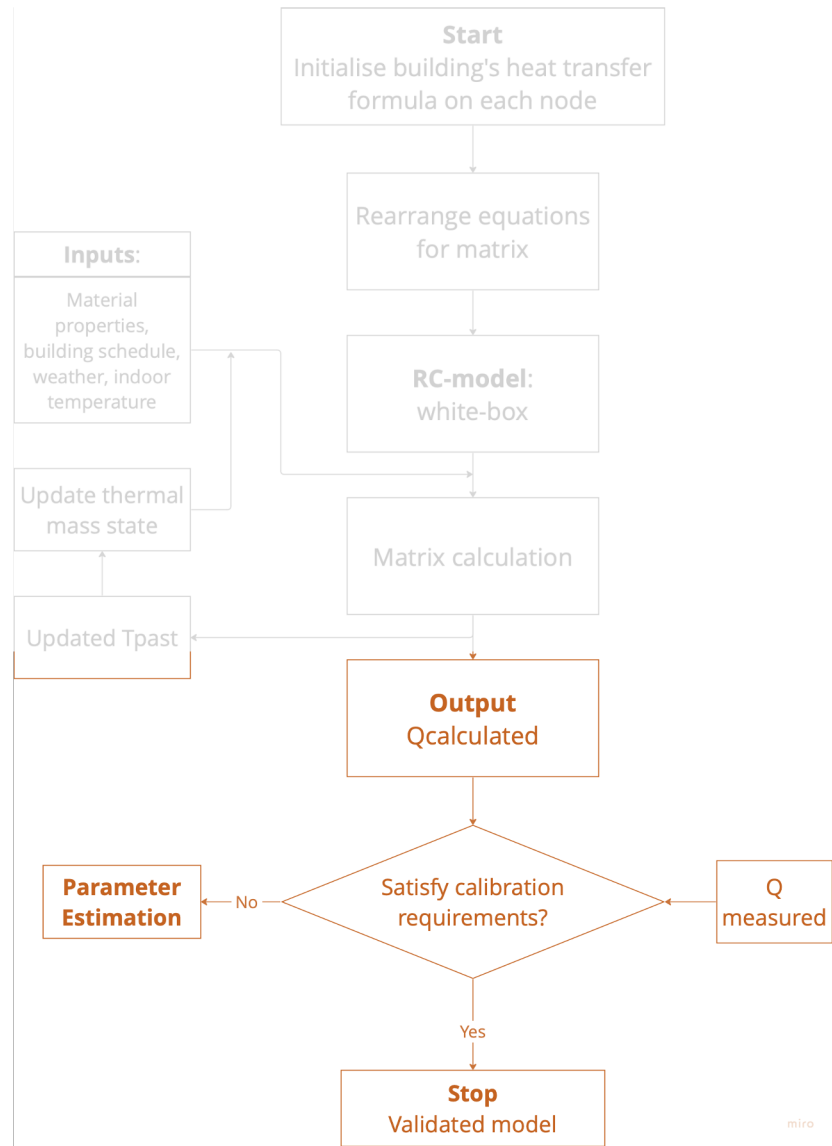 Start
Initialise building's heat transfer
formula on each node
Rearrange equations
for matrix
Inputs:
Material
properties,
building schedule,
weather, indoor
temperature
RC-model:
white-box
Update thermal
mass state
Matrix calculation
Updated Tpast
Output
Qcalculated
Parameter
Estimation
No
Satisfy calibration
requirements?
Q
measured
Yes
Stop
Validated model
miro